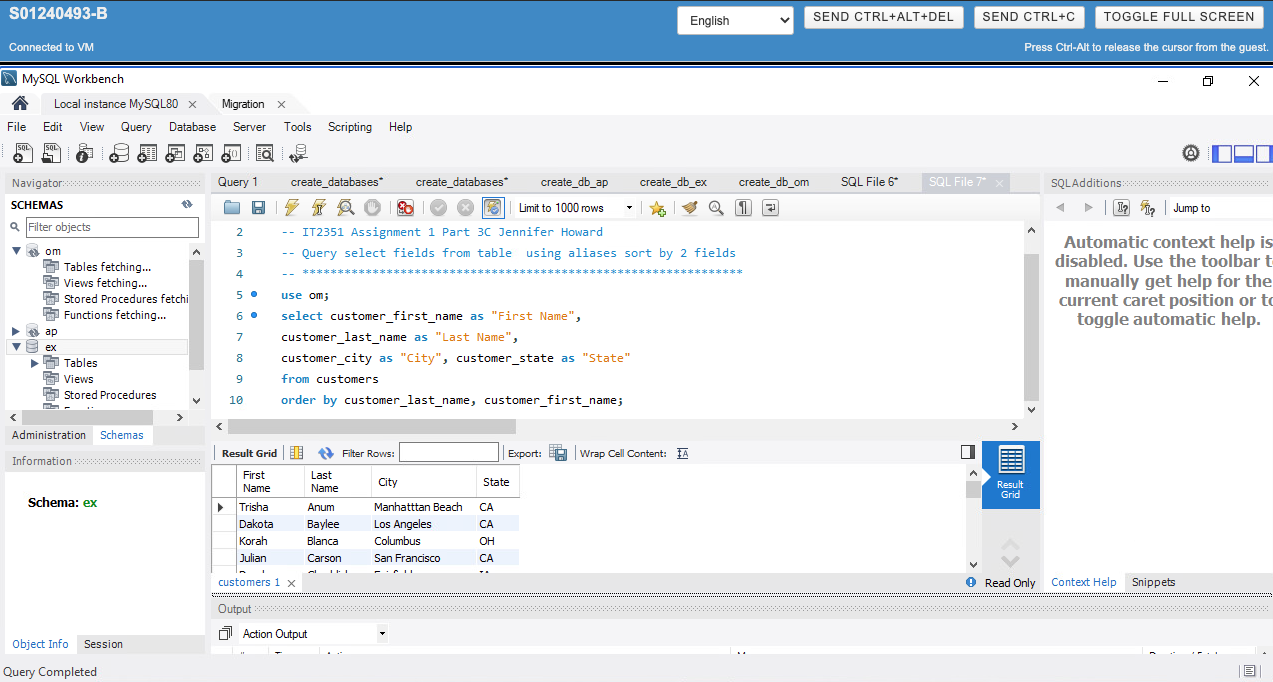 S01240493-B
English
SEND CTRL+ALT+DEL
SEND CTRL+C
TOGGLE FULL SCREEN
Connected to VM
Press Ctrl-Alt to release the cursor from the guest.
MySQL Workbench
Local instance MySQL80
Migration
File Edit View Query Database Server Tools Scripting Help
Navigator
SCHEMAS
Filter objects
om
Tables fetching...
Views fetching...
Stored Procedures fetchi
Functions fetching...
ap
ex
Tables
Views
Stored Procedures
Administration Schemas
Information
Schema: ex
Object Info Session
Query 1 create_databases* create_databases* create_db_ap create_db_ex create_db_om SQL File 6* SQL File 7*
Limit to 1000 rows
2 -- IT2351 Assignment 1 Part 3C Jennifer Howard
3 -- Query select fields from table  using aliases sort by 2 fields
4 -- ***************************************************************
5 use om;
6 select customer_first_name as "First Name",
7 customer_last_name as "Last Name",
8 customer_city as "City", customer_state as "State"
9 from customers
10 order by customer_last_name, customer_first_name;
Result Grid Filter Rows: Export: Wrap Cell Content:
First Name Last Name City State
Trisha Anum Manhatttan Beach CA
Dakota Baylee Los Angeles CA
Korah Blanca Columbus OH
Julian Carson San Francisco CA
Result Grid
customers 1
Read Only
Output
Action Output
SQLAdditions
Jump to
Automatic context help is
disabled. Use the toolbar t
manually get help for the
current caret position or to
toggle automatic help.
Context Help Snippets
Query Completed